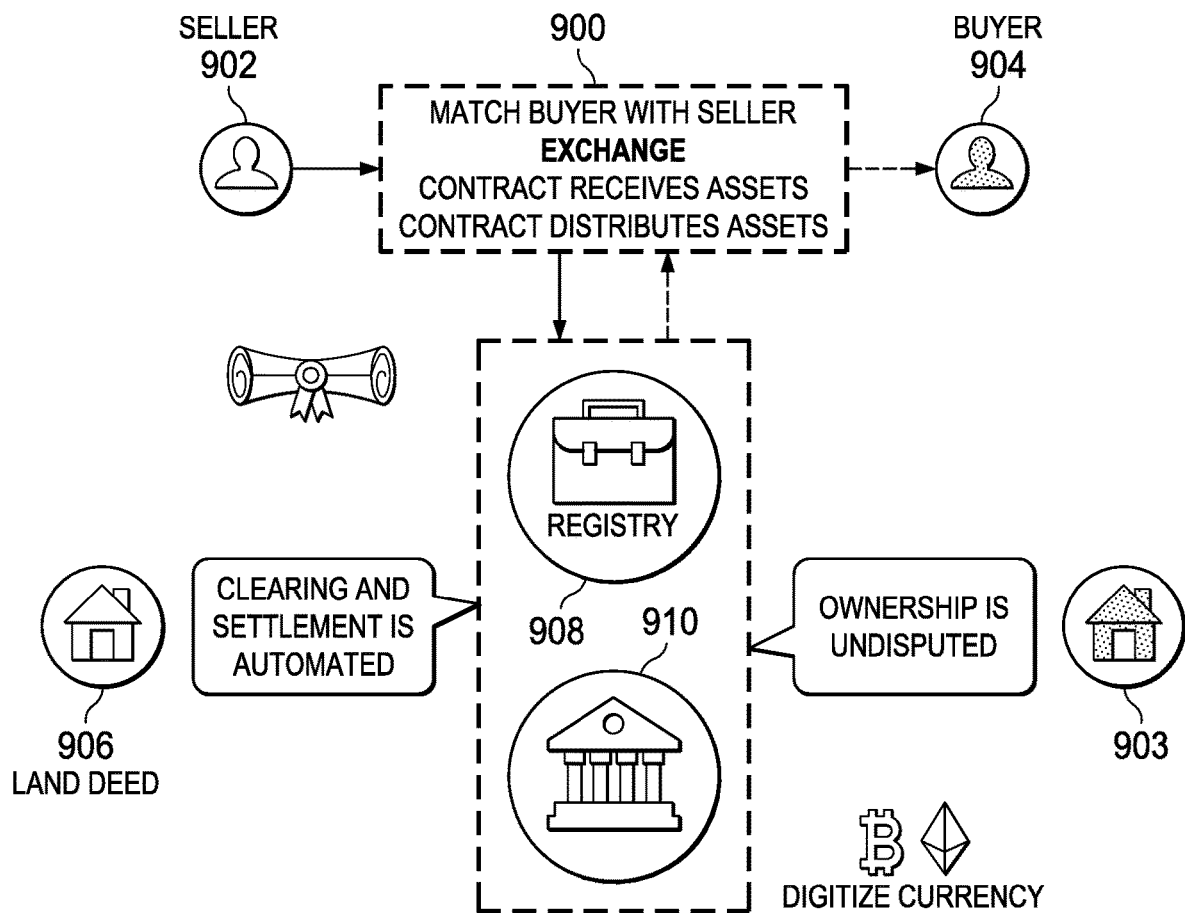 SELLER
902
900
BUYER
904
MATCH BUYER WITH SELLER
EXCHANGE
CONTRACT RECEIVES ASSETS
CONTRACT DISTRIBUTES ASSETS
REGISTRY
908
910
CLEARING AND
SETTLEMENT IS
AUTOMATED
OWNERSHIP IS
UNDISPUTED
906
LAND DEED
903
DIGITIZE CURRENCY